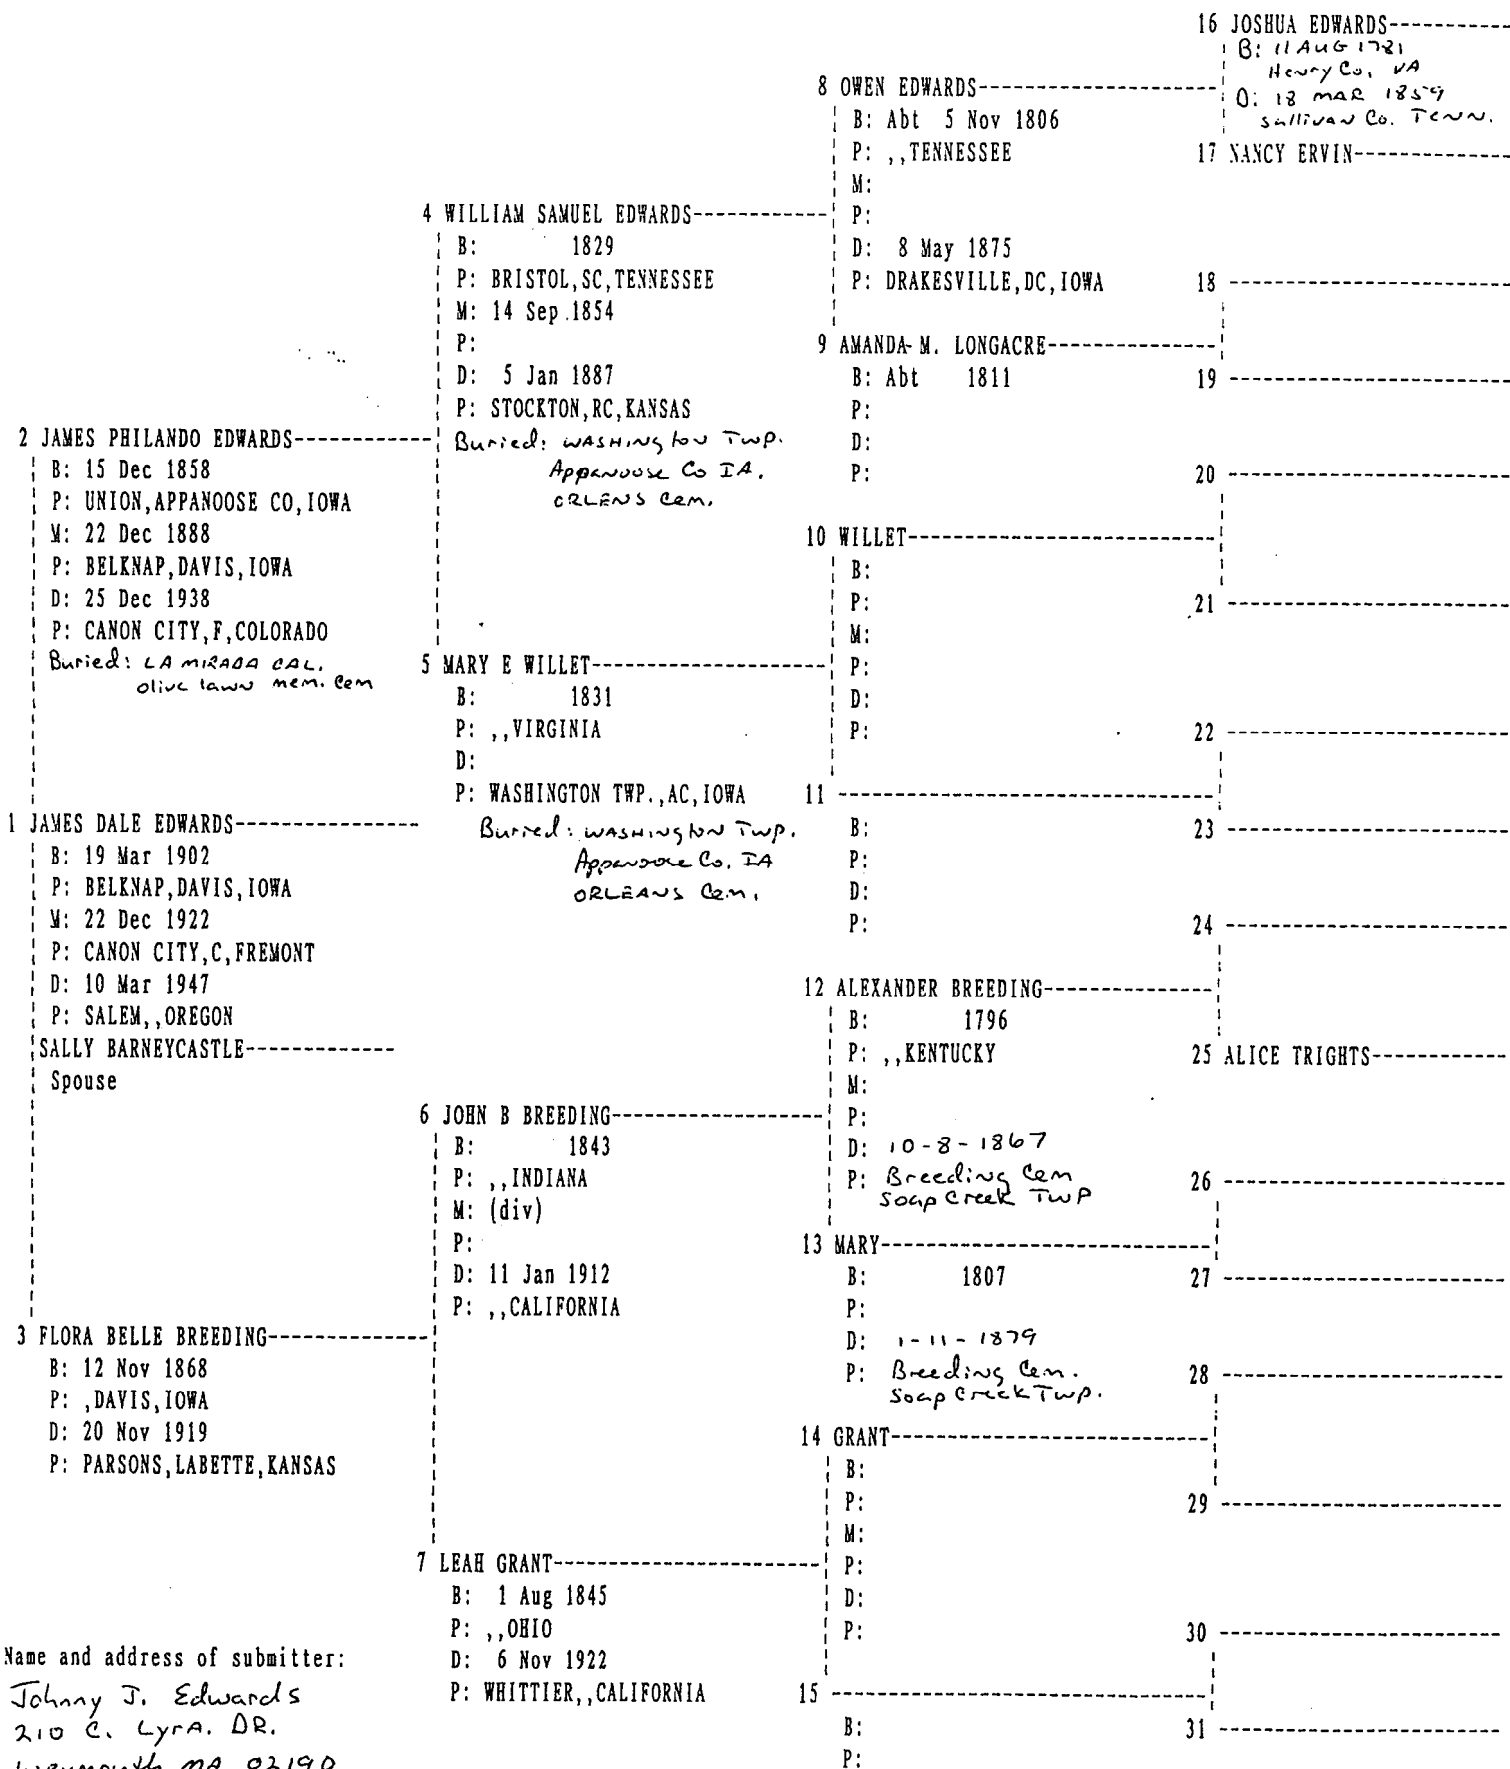 16 JOSHUA EDWARDS
B: 11 AUG 1781
Henry Co, VA
D: 18 MAR 1859
Sullivan Co. TENN.
8 OWEN EDWARDS
B: Abt 5 Nov 1806
P: ,,TENNESSEE
M:
P:
D: 8 May 1875
P: DRAKESVILLE,DC,IOWA
17 NANCY ERVIN
4 WILLIAM SAMUEL EDWARDS
B: 1829
P: BRISTOL,SC,TENNESSEE
M: 14 Sep 1854
P:
D: 5 Jan 1887
P: STOCKTON,RC,KANSAS
Buried: WASHINGTON TWP.
Appanoose Co IA.
ORLENS Cem.
18
9 AMANDA M. LONGACRE
B: Abt 1811
P:
D:
P:
19
2 JAMES PHILANDO EDWARDS
B: 15 Dec 1858
P: UNION,APPANOOSE CO,IOWA
M: 22 Dec 1888
P: BELKNAP,DAVIS,IOWA
D: 25 Dec 1938
P: CANON CITY,F,COLORADO
Buried: LA MIRADA CAL.
Olive lawn mem. Cem
20
10 WILLET
B:
P:
M:
P:
D:
P:
21
5 MARY E WILLET
B: 1831
P: ,,VIRGINIA
D:
P: WASHINGTON TWP.,AC,IOWA
Buried: WASHINGTON TWP.
Appanoose Co. IA
ORLEANS Cem.
22
11
B:
P:
D:
P:
23
1 JAMES DALE EDWARDS
B: 19 Mar 1902
P: BELKNAP,DAVIS,IOWA
M: 22 Dec 1922
P: CANON CITY,C,FREMONT
D: 10 Mar 1947
P: SALEM,,OREGON
SALLY BARNEYCASTLE
Spouse
24
12 ALEXANDER BREEDING
B: 1796
P: ,,KENTUCKY
M:
P:
D: 10-8-1867
P: Breeding Cem
Soap Creek TWP
25 ALICE TRIGHTS
6 JOHN B BREEDING
B: 1843
P: ,,INDIANA
M: (div)
P:
D: 11 Jan 1912
P: ,,CALIFORNIA
26
13 MARY
B: 1807
P:
D: 1-11-1879
P: Breeding Cem.
Soap Creek Twp.
27
3 FLORA BELLE BREEDING
B: 12 Nov 1868
P: ,DAVIS,IOWA
D: 20 Nov 1919
P: PARSONS,LABETTE,KANSAS
28
14 GRANT
B:
P:
M:
P:
D:
P:
29
7 LEAH GRANT
B: 1 Aug 1845
P: ,,OHIO
D: 6 Nov 1922
P: WHITTIER,,CALIFORNIA
30
15
B:
P:
31
Name and address of submitter:
Johnny J. Edwards
210 C. Lyra. DR.
Weymouth MA 02190